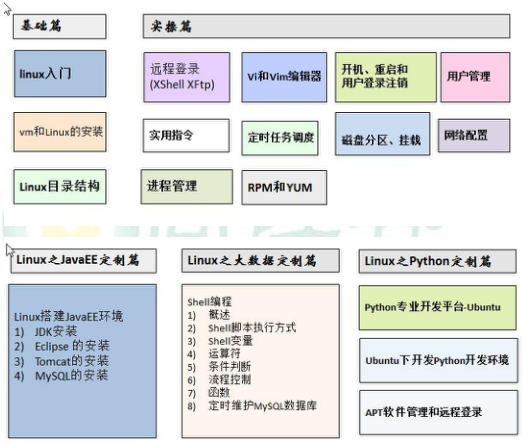 基础篇
实操篇
linux入门
远程登录
(XShell XFtp)
Vi和Vim编辑器
开机、重启和
用户登录注销
用户管理
vm和Linux的安装
实用指令
定时任务调度
磁盘分区、挂载
网络配置
Linux目录结构
进程管理
RPM和YUM
Linux之JavaEE定制篇
Linux之大数据定制篇
Linux之Python定制篇
Linux搭建JavaEE环境
1) JDK安装
2) Eclipse 的安装
3) Tomcat的安装
4) MySQL的安装
Shell编程
1) 概述
2) Shell脚本执行方式
3) Shell变量
4) 运算符
5) 条件判断
6) 流程控制
7) 函数
8) 定时维护MySQL数据库
Python专业开发平台-Ubuntu
Ubuntu下开发Python开发环境
APT软件管理和远程登录